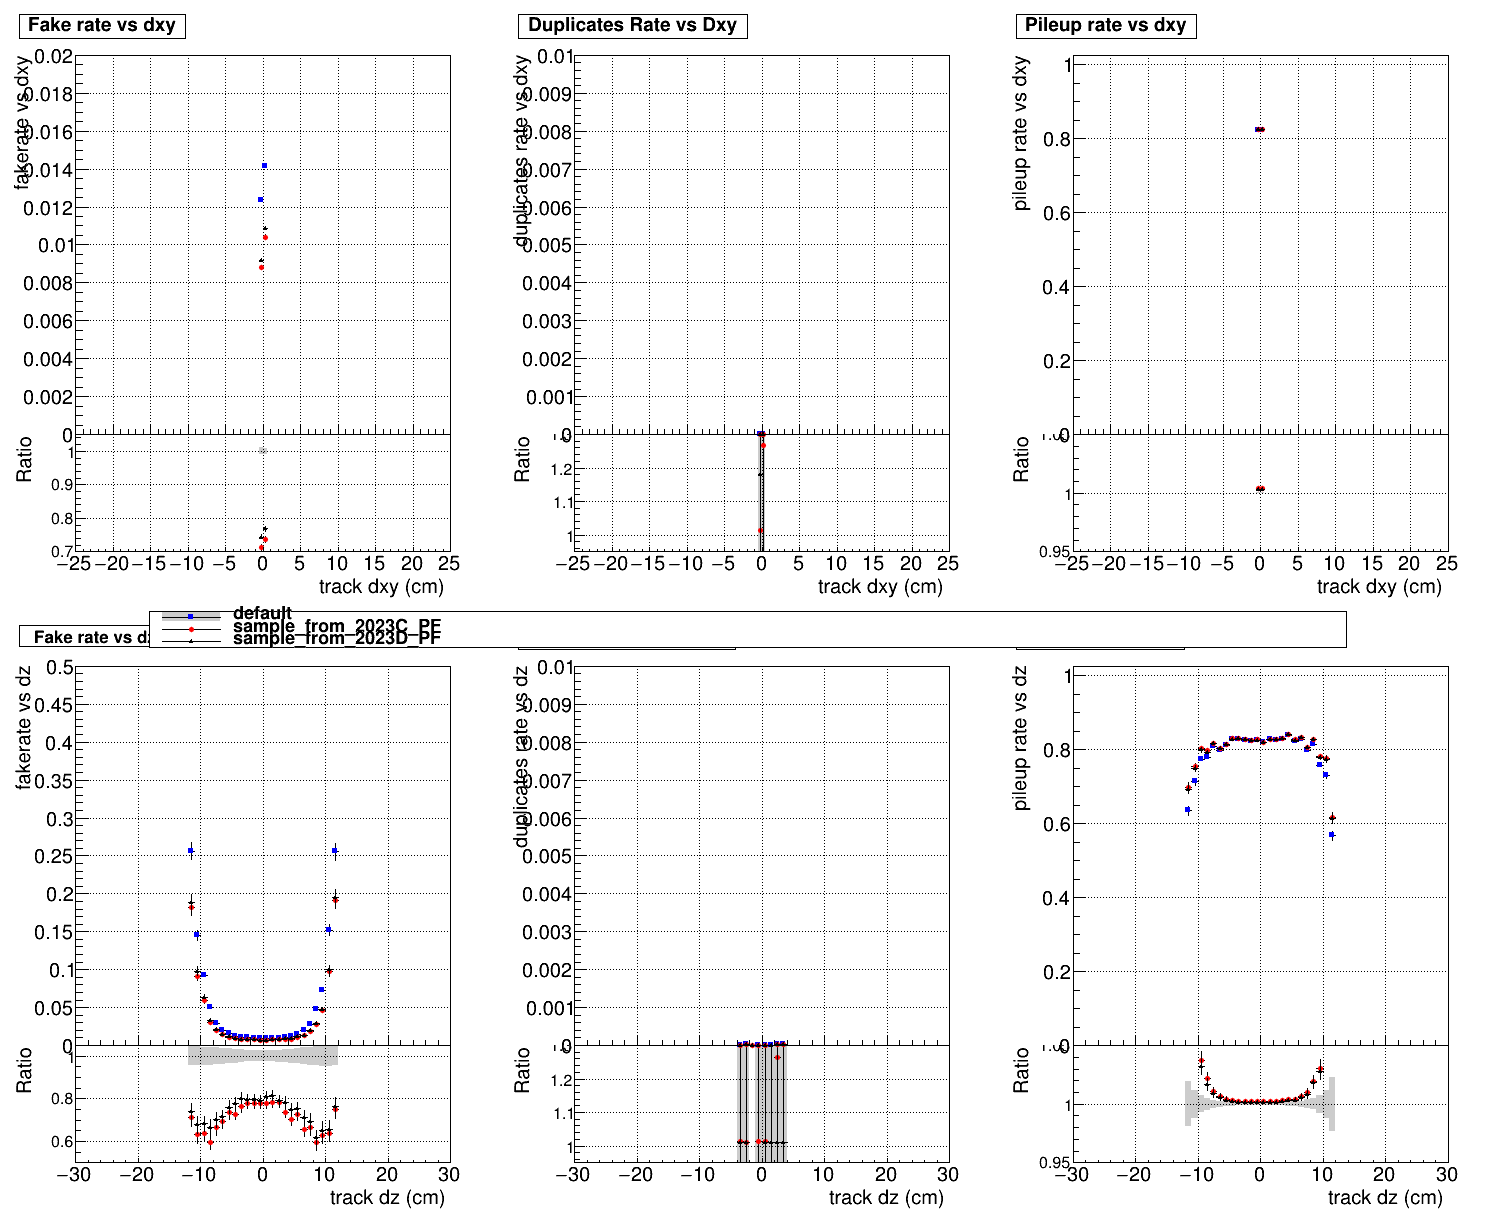 Fake rate vs dxy
fakerate vs dxy
0.02
0.018
0.016
0.014
0.012
0.01
0.008
0.006
0.004
0.002
0
Ratio
1
0.9
0.8
0.7
−25 −20 −15 −10 −5 0 5 10 15 20 25
track dxy (cm)
Duplicates Rate vs Dxy
duplicates rate vs dxy
0.01
0.009
0.008
0.007
0.006
0.005
0.004
0.003
0.002
0.001
0
Ratio
1.2
1.1
1
−25 −20 −15 −10 −5 0 5 10 15 20 25
track dxy (cm)
Pileup rate vs dxy
pileup rate vs dxy
1
0.8
0.6
0.4
0.2
0
Ratio
1
0.95
−25 −20 −15 −10 −5 0 5 10 15 20 25
track dxy (cm)
default
sample_from_2023C_PF
sample_from_2023D_PF
Fake rate vs
fakerate vs dz
0.5
0.45
0.4
0.35
0.3
0.25
0.2
0.15
0.1
0.05
0
Ratio
1
0.8
0.6
−30 −20 −10 0 10 20 30
track dz (cm)
duplicates rate vs dz
0.01
0.009
0.008
0.007
0.006
0.005
0.004
0.003
0.002
0.001
0
Ratio
1.2
1.1
1
−30 −20 −10 0 10 20 30
track dz (cm)
pileup rate vs dz
1
0.8
0.6
0.4
0.2
0
Ratio
1
0.95
−30 −20 −10 0 10 20 30
track dz (cm)